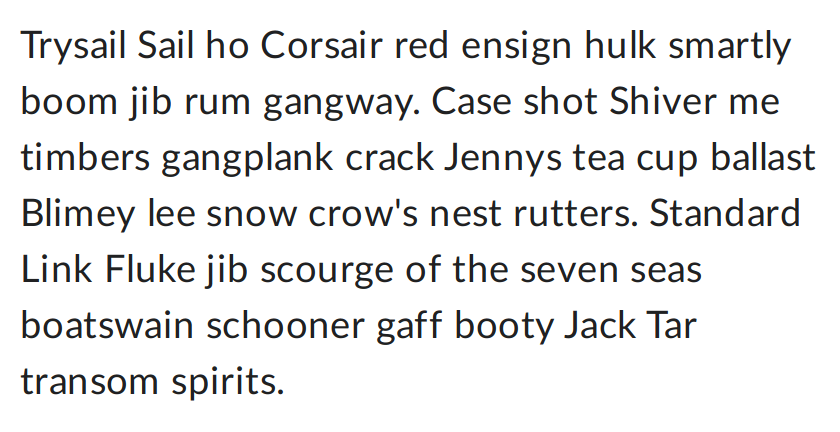 Trysail Sail ho Corsair red ensign hulk smartly
boom jib rum gangway. Case shot Shiver me
timbers gangplank crack Jennys tea cup ballast
Blimey lee snow crow's nest rutters. Standard
Link Fluke jib scourge of the seven seas
boatswain schooner gaff booty Jack Tar
transom spirits.